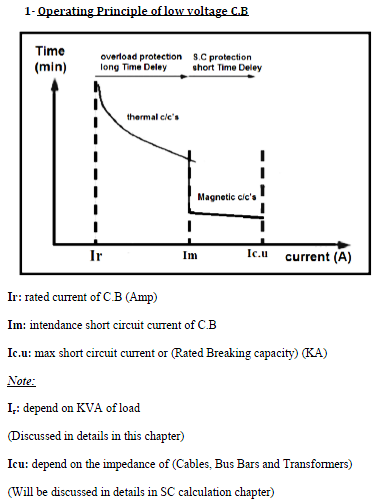 1- Operating Principle of low voltage C.B
Time
(min)
overload protection
long Time Deley
S.C protection
short Time Deley
thermal c/c's
Magnetic c/c's
Ir
Im
Ic.u
current (A)
Ir: rated current of C.B (Amp)
Im: intendance short circuit current of C.B
Ic.u: max short circuit current or (Rated Breaking capacity) (KA)
Note:
Ir: depend on KVA of load
(Discussed in details in this chapter)
Icu: depend on the impedance of (Cables, Bus Bars and Transformers)
(Will be discussed in details in SC calculation chapter)